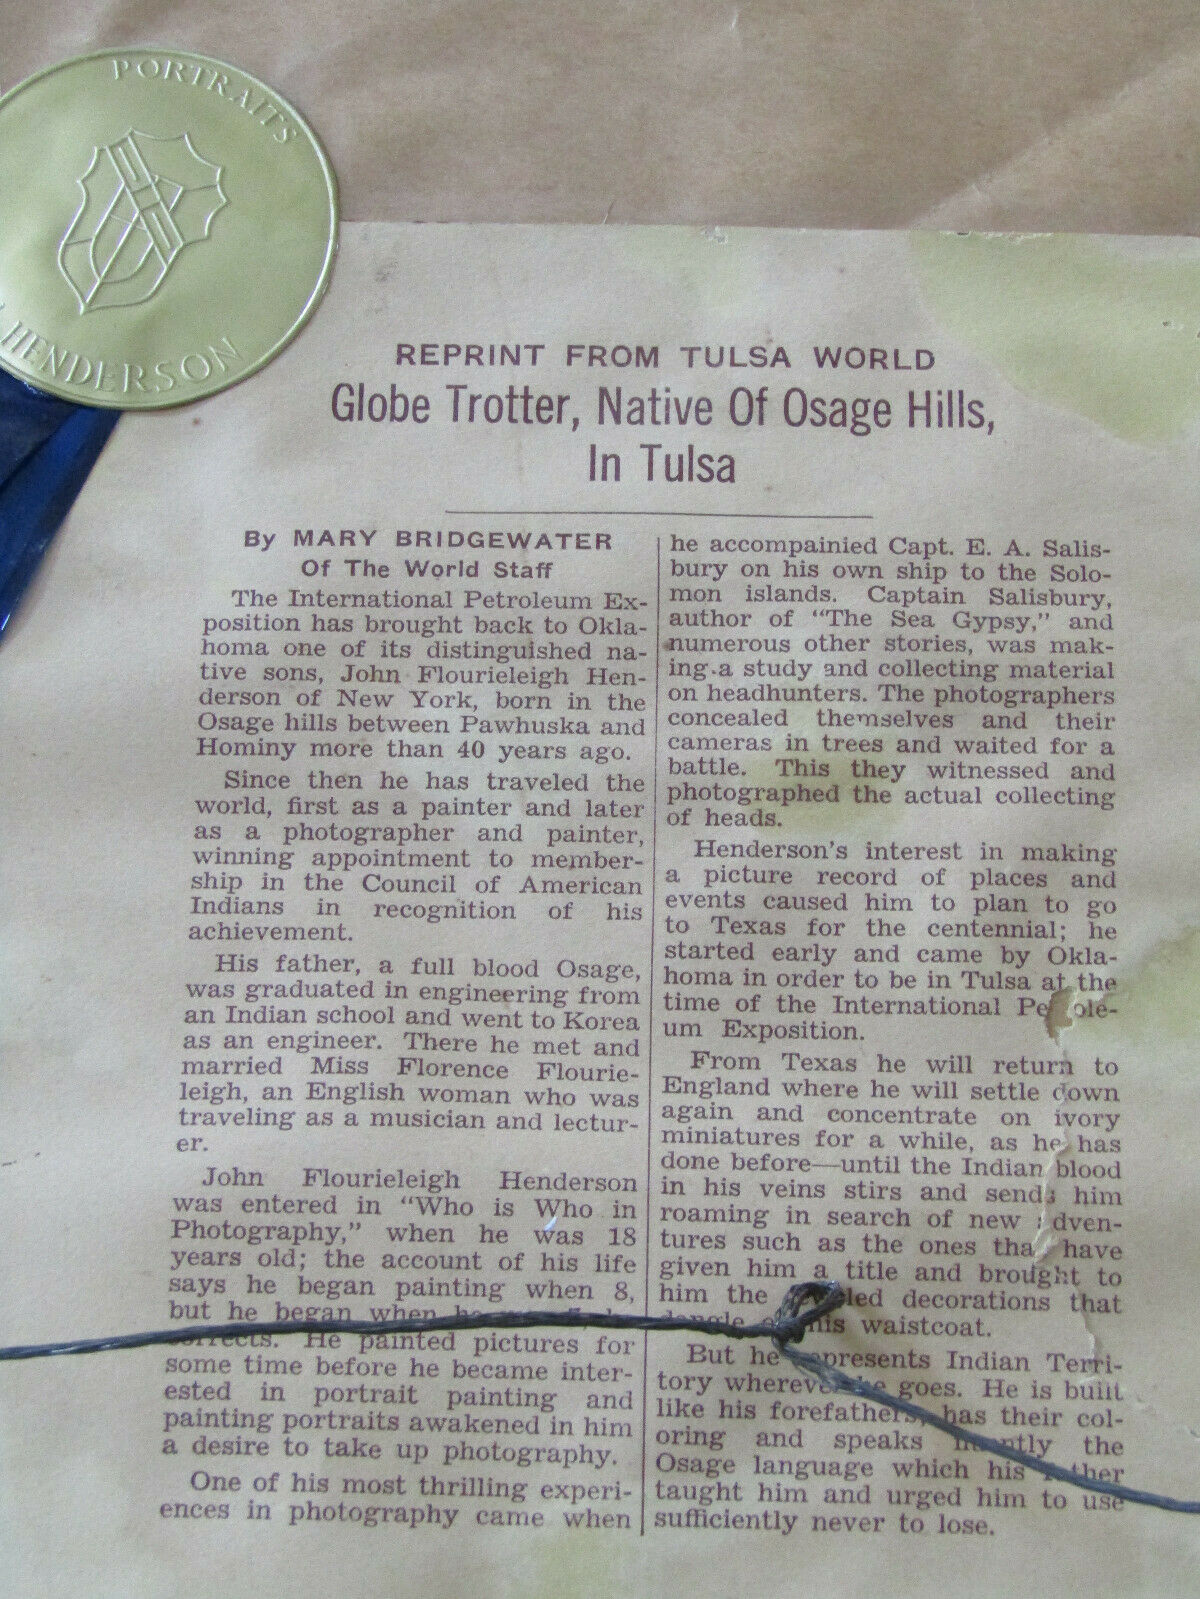 PORTRAITS
HENDERSON
REPRINT FROM TULSA WORLD
Globe Trotter, Native Of Osage Hills,
In Tulsa
By MARY BRIDGEWATER
Of The World Staff
The International Petroleum Ex-
position has brought back to Okla-
homa one of its distinguished na-
tive sons, John Flourieleigh Hen-
derson of New York, born in the
Osage hills between Pawhuska and
Hominy more than 40 years ago.
Since then he has traveled the
world, first as a painter and later
as a photographer and painter,
winning appointment to member-
ship in the Council of American
Indians in recognition of his
achievement.
His father, a full blood Osage,
was graduated in engineering from
an Indian school and went to Korea
as an engineer. There he met and
married Miss Florence Flourie-
leigh, an English woman who was
traveling as a musician and lectur-
er.
John Flourieleigh Henderson
was entered in "Who is Who in
Photography," when he was 18
years old; the account of his life
says he began painting when 8,
but he began when he
corrects. He painted pictures for
some time before he became inter-
ested in portrait painting and
painting portraits awakened in him
a desire to take up photography.
One of his most thrilling experi-
ences in photography came when
he accompainied Capt. E. A. Salis-
bury on his own ship to the Solo-
mon islands. Captain Salisbury,
author of "The Sea Gypsy," and
numerous other stories, was mak-
ing a study and collecting material
on headhunters. The photographers
concealed themselves and their
cameras in trees and waited for a
battle. This they witnessed and
photographed the actual collecting
of heads.
Henderson's interest in making
a picture record of places and
events caused him to plan to go
to Texas for the centennial; he
started early and came by Okla-
homa in order to be in Tulsa at the
time of the International Petrole-
um Exposition.
From Texas he will return to
England where he will settle down
again and concentrate on ivory
miniatures for a while, as he has
done before—until the Indian blood
in his veins stirs and sends him
roaming in search of new adven-
tures such as the ones that have
given him a title and brought to
him the jeweled decorations that
dangle on his waistcoat.
But he represents Indian Terri-
tory wherever he goes. He is built
like his forefathers, has their col-
oring and speaks fluently the
Osage language which his father
taught him and urged him to use
sufficiently never to lose.